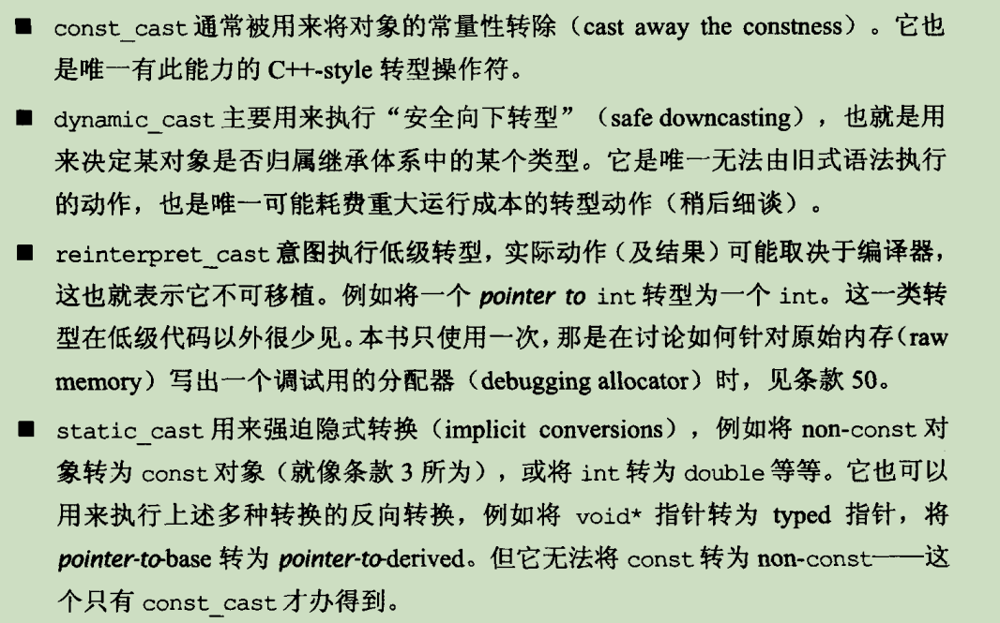 ■ const_cast 通常被用来将对象的常量性转除（cast away the constness）。它也
是唯一有此能力的 C++-style 转型操作符。
■ dynamic_cast 主要用来执行“安全向下转型”（safe downcasting），也就是用
来决定某对象是否归属继承体系中的某个类型。它是唯一无法由旧式语法执行
的动作，也是唯一可能耗费重大运行成本的转型动作（稍后细谈）。
■ reinterpret_cast 意图执行低级转型，实际动作（及结果）可能取决于编译器，
这也就表示它不可移植。例如将一个 pointer to int 转型为一个 int。这一类转
型在低级代码以外很少见。本书只使用一次，那是在讨论如何针对原始内存（raw
memory）写出一个调试用的分配器（debugging allocator）时，见条款 50。
■ static_cast 用来强迫隐式转换（implicit conversions），例如将 non-const 对
象转为 const 对象（就像条款 3 所为），或将 int 转为 double 等等。它也可以
用来执行上述多种转换的反向转换，例如将 void* 指针转为 typed 指针，将
pointer-to-base 转为 pointer-to-derived。但它无法将 const 转为 non-const——这
个只有 const_cast 才办得到。